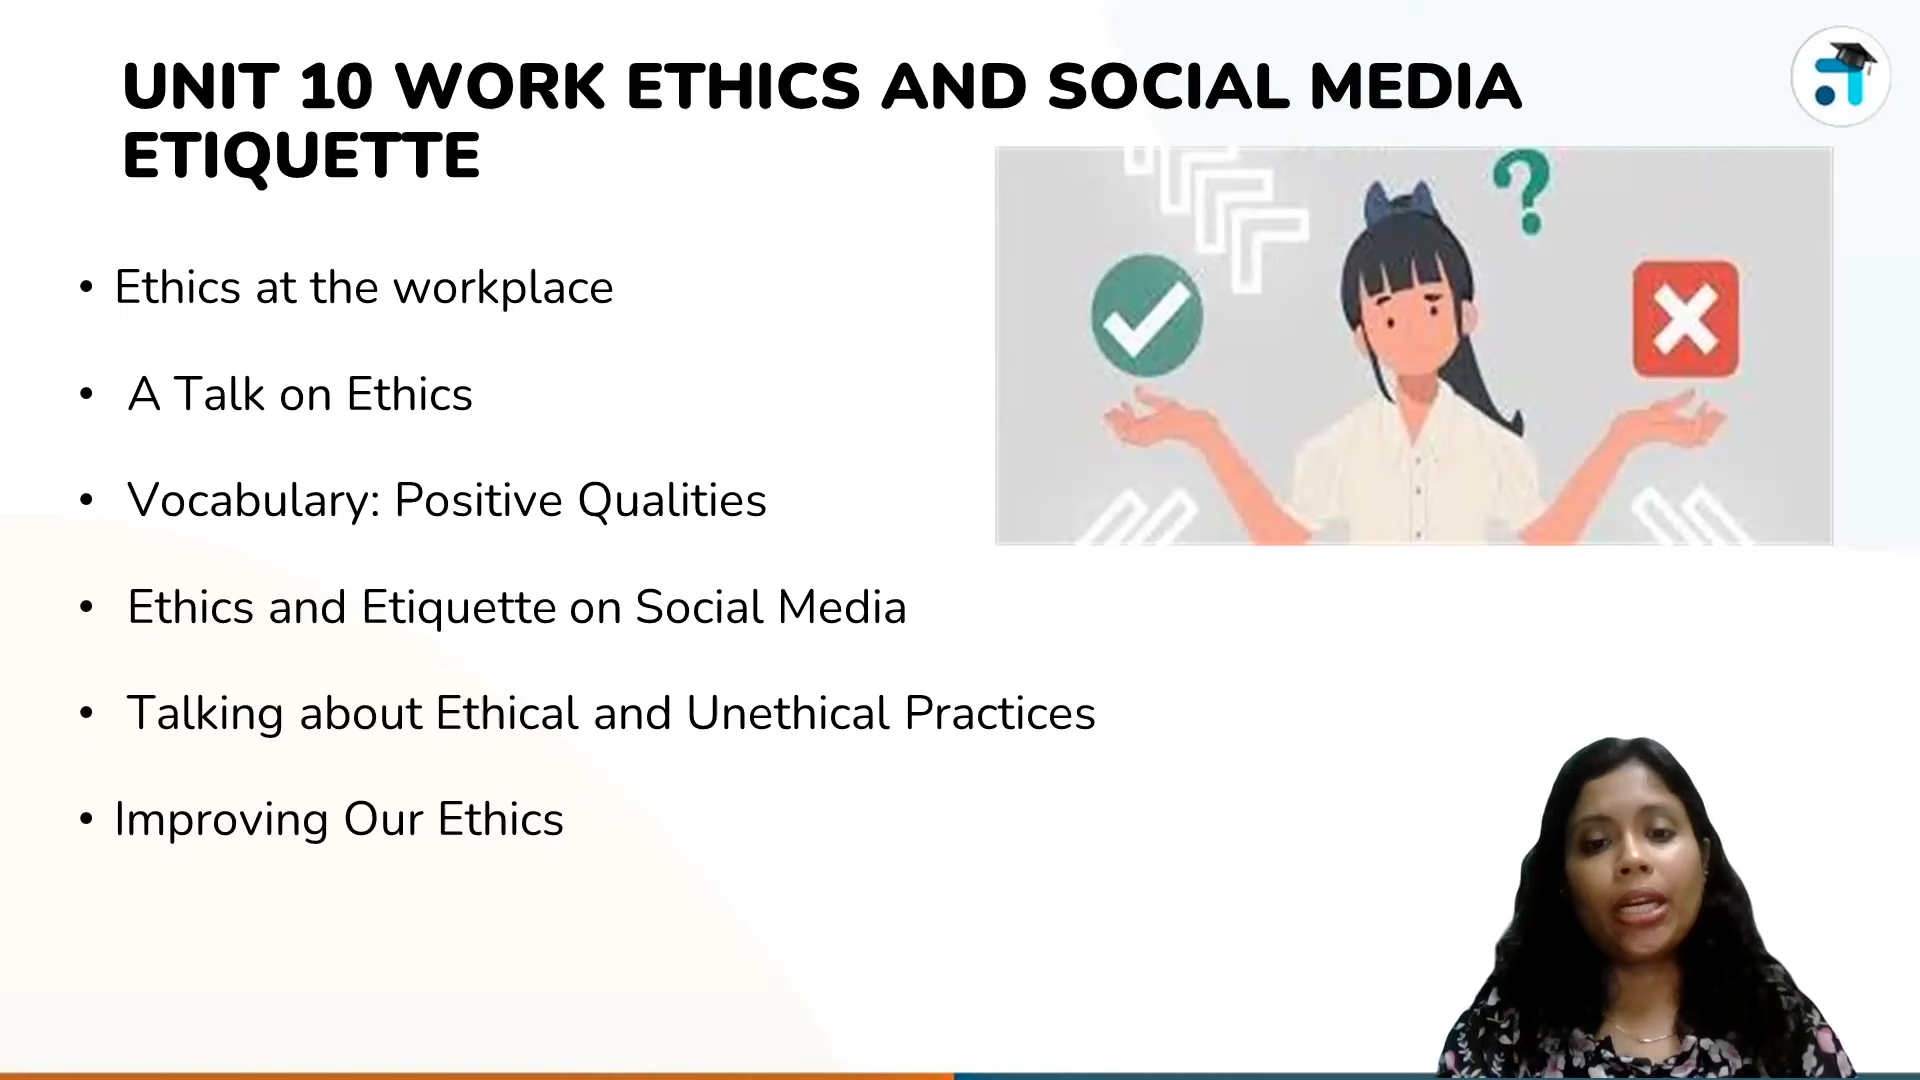 UNIT 10 WORK ETHICS AND SOCIAL MEDIA
ETIQUETTE
• Ethics at the workplace
• A Talk on Ethics
• Vocabulary: Positive Qualities
• Ethics and Etiquette on Social Media
• Talking about Ethical and Unethical Practices
• Improving Our Ethics
?